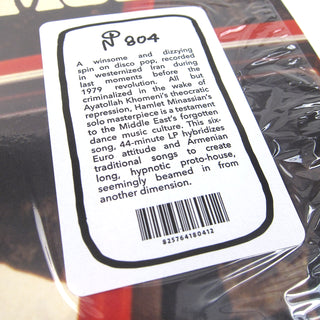 804
A winsome and dizzying
spin on disco pop, recorded
in westernized Iran during
last moments before the
1979 revolution. All but
criminalized in the wake of
Ayatollah Khomeni's theocratic
repression, Hamlet Minassian's
solo masterpiece is a testament
to the Middle East's forgotten
dance music culture. This six-
song, 44-minute LP hybridizes
Euro attitude and Armenian
traditional songs to create
long, hypnotic proto-house,
seemingly beamed in from
another dimension.
825764180412